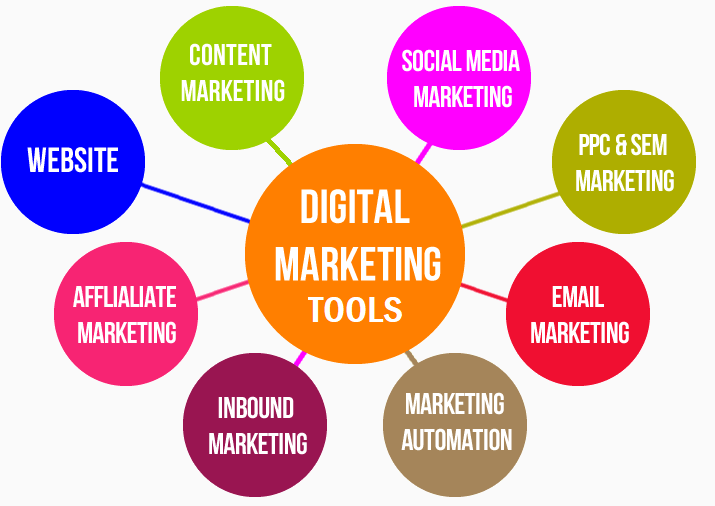 CONTENT
MARKETING
SOCIAL MEDIA
MARKETING
WEBSITE
PPC & SEM
MARKETING
DIGITAL
MARKETING
TOOLS
AFFLIALIATE
MARKETING
EMAIL
MARKETING
INBOUND
MARKETING
MARKETING
AUTOMATION